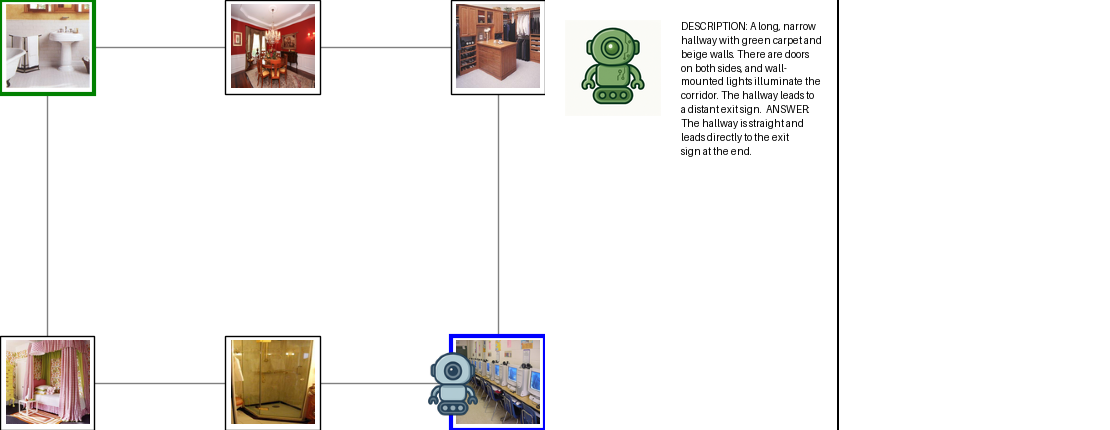 DESCRIPTION: A long, narrow
hallway with green carpet and
beige walls. There are doors
on both sides, and wall-
mounted lights illuminate the
corridor. The hallway leads to
a distant exit sign.  ANSWER:
The hallway is straight and
leads directly to the exit
sign at the end.